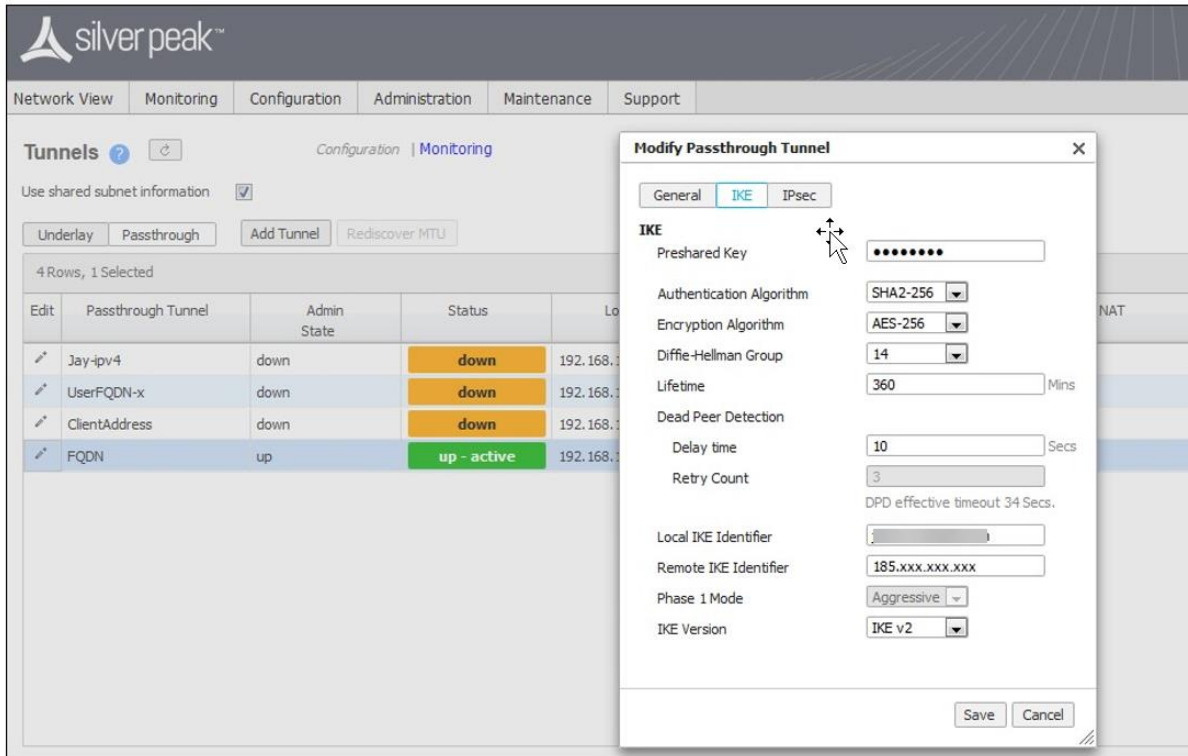 silver peak™
Network View Monitoring Configuration Administration Maintenance Support
Tunnels ? Configuration | Monitoring
Use shared subnet information
Underlay Passthrough Add Tunnel Rediscover MTU
4 Rows, 1 Selected
Edit Passthrough Tunnel Admin State Status Lo NAT
Jay-ipv4 down down 192.168.1
UserFQDN-x down down 192.168.1
ClientAddress down down 192.168.1
FQDN up up - active 192.168.1
Modify Passthrough Tunnel
General IKE IPsec
IKE
Preshared Key ••••••••
Authentication Algorithm SHA2-256
Encryption Algorithm AES-256
Diffie-Hellman Group 14
Lifetime 360 Mins
Dead Peer Detection
Delay time 10 Secs
Retry Count 3
DPD effective timeout 34 Secs.
Local IKE Identifier
Remote IKE Identifier 185.xxx.xxx.xxx
Phase 1 Mode Aggressive
IKE Version IKE v2
Save Cancel